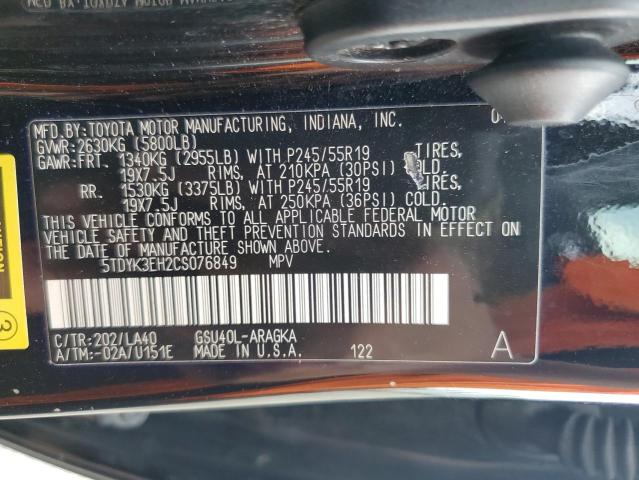 MFD.BY:TOYOTA MOTOR MANUFACTURING, INDIANA, INC.
GVWR: 2630KG (5800LB)
GAWR:FRT. 1340KG (2955LB) WITH P245/55R19 TIRES,
19X7.5J RIMS, AT 210KPA (30PSI) COLD.
RR. 1530KG (3375LB) WITH P245/55R19 TIRES,
19X7.5J RIMS, AT 250KPA (36PSI) COLD.
THIS VEHICLE CONFORMS TO ALL APPLICABLE FEDERAL MOTOR
VEHICLE SAFETY AND THEFT PREVENTION STANDARDS IN EFFECT ON
THE DATE OF MANUFACTURE SHOWN ABOVE.
5TDYK3EH2CS076849 MPV
C/TR:202/LA40 GSU40L-ARAGKA
A/TM:-02A/U151E MADE IN U.S.A. 122 A
3